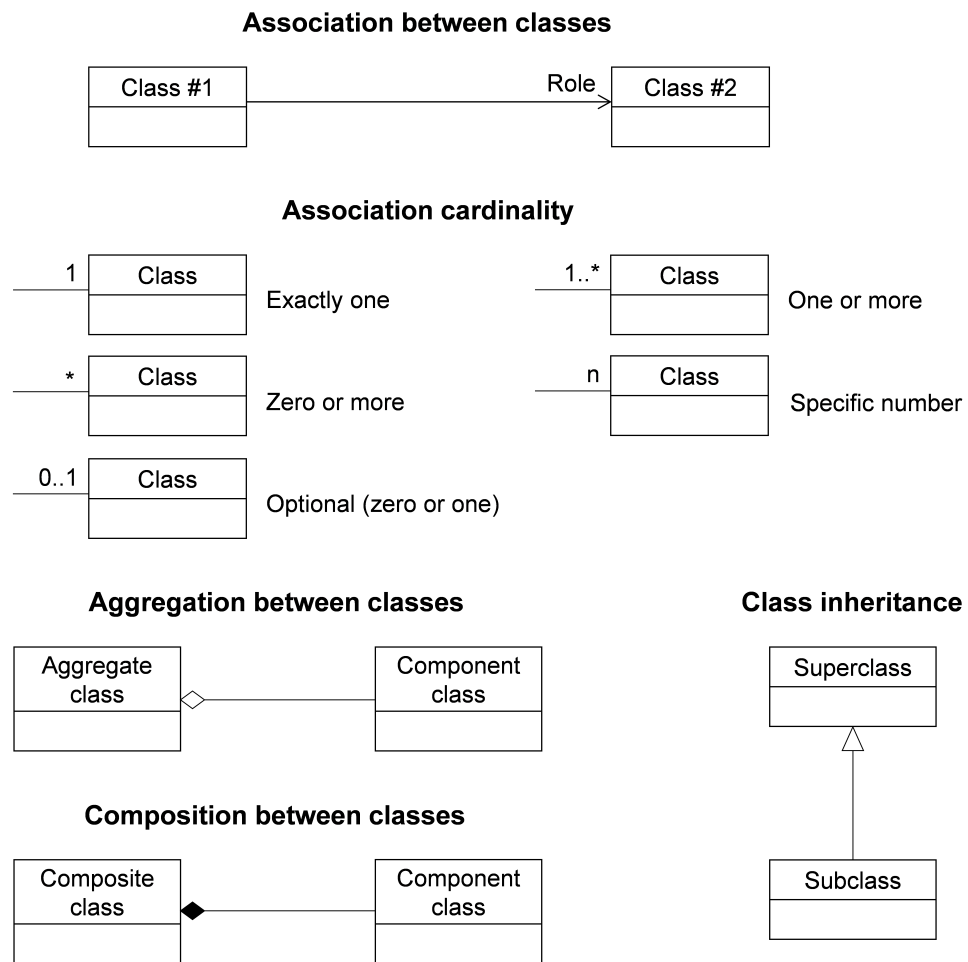 Association between classes
Class #1
Role
Class #2
Association cardinality
1
Class
Exactly one
1..*
Class
One or more
*
Class
Zero or more
n
Class
Specific number
0..1
Class
Optional (zero or one)
Aggregation between classes
Aggregate
class
Component
class
Class inheritance
Superclass
Subclass
Composition between classes
Composite
class
Component
class